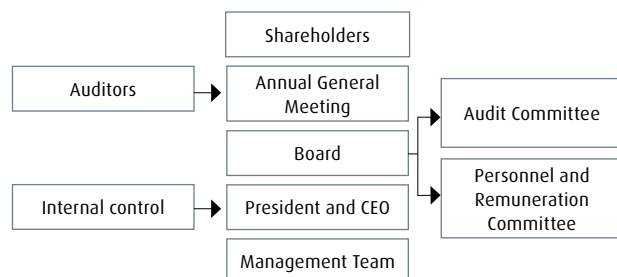 Shareholders
Auditors
Annual General
Meeting
Audit Committee
Board
Personnel and
Remuneration
Committee
Internal control
President and CEO
Management Team